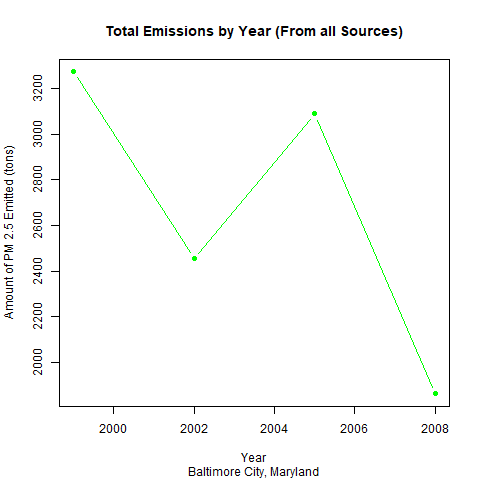 Total Emissions by Year (From all Sources)
Amount of PM 2.5 Emitted (tons)
3200
3000
2800
2600
2400
2200
2000
2000 2002 2004 2006 2008
Year
Baltimore City, Maryland